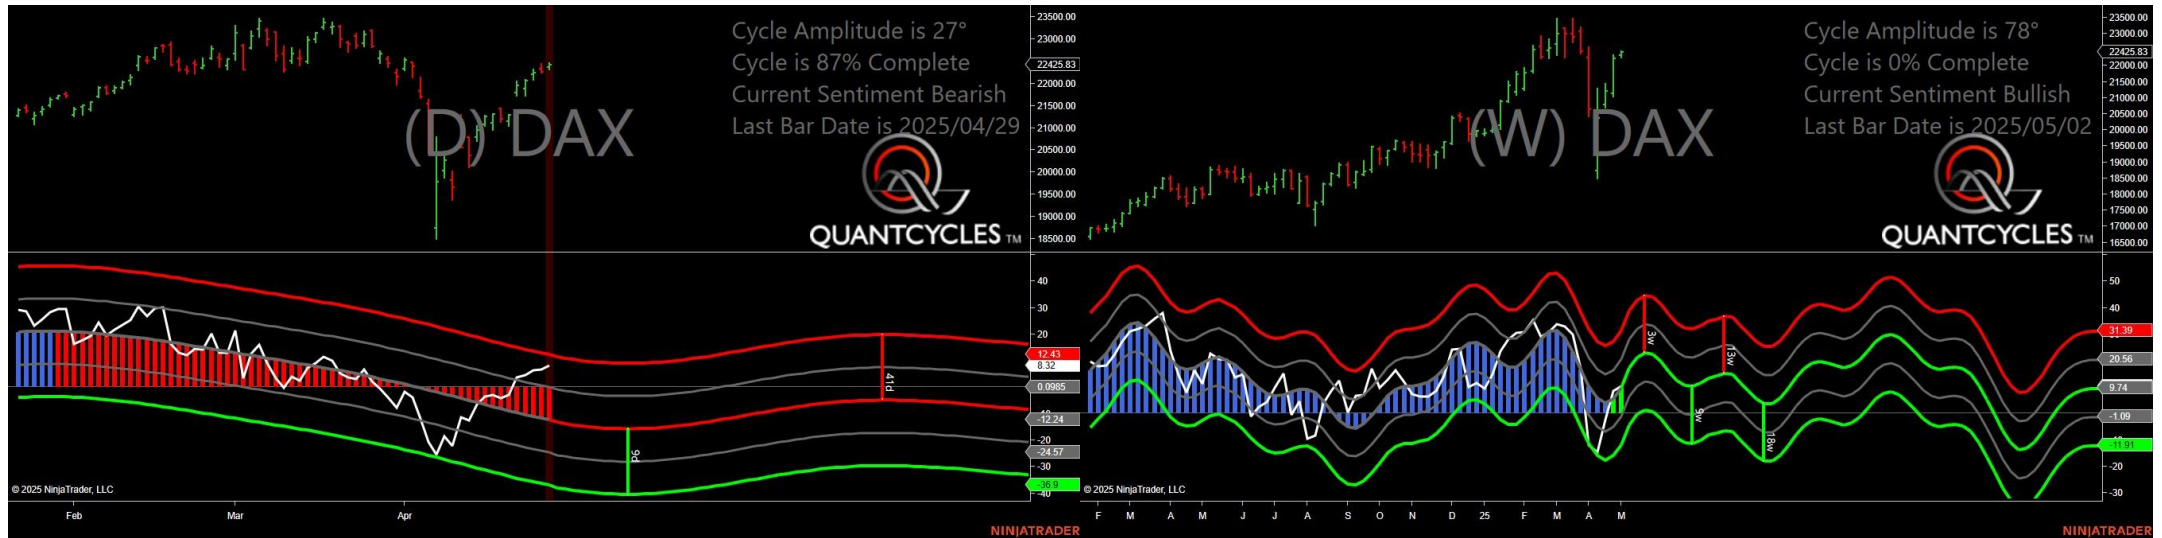 Cycle Amplitude is 27°
Cycle is 87% Complete
Current Sentiment Bearish
Last Bar Date is 2025/04/29
(D) DAX
QUANTCYCLES TM
23500.00
23000.00
22425.83
22000.00
21500.00
21000.00
20500.00
20000.00
19500.00
19000.00
18500.00
40
30
20
12.43
8.32
0.0985
-12.24
-20
-24.57
-30
-36.9
-40
41d
9d
© 2025 NinjaTrader, LLC
Feb
Mar
Apr
NINJATRADER
Cycle Amplitude is 78°
Cycle is 0% Complete
Current Sentiment Bullish
Last Bar Date is 2025/05/02
(W) DAX
QUANTCYCLES TM
23500.00
23000.00
22425.83
22000.00
21500.00
21000.00
20500.00
20000.00
19500.00
19000.00
18500.00
18000.00
17500.00
17000.00
16500.00
50
40
31.39
20.56
9.74
-1.09
-11.91
-20
-30
3w
13w
9w
18w
© 2025 NinjaTrader, LLC
F
M
A
M
J
J
A
S
O
N
D
25
F
M
A
M
NINJATRADER